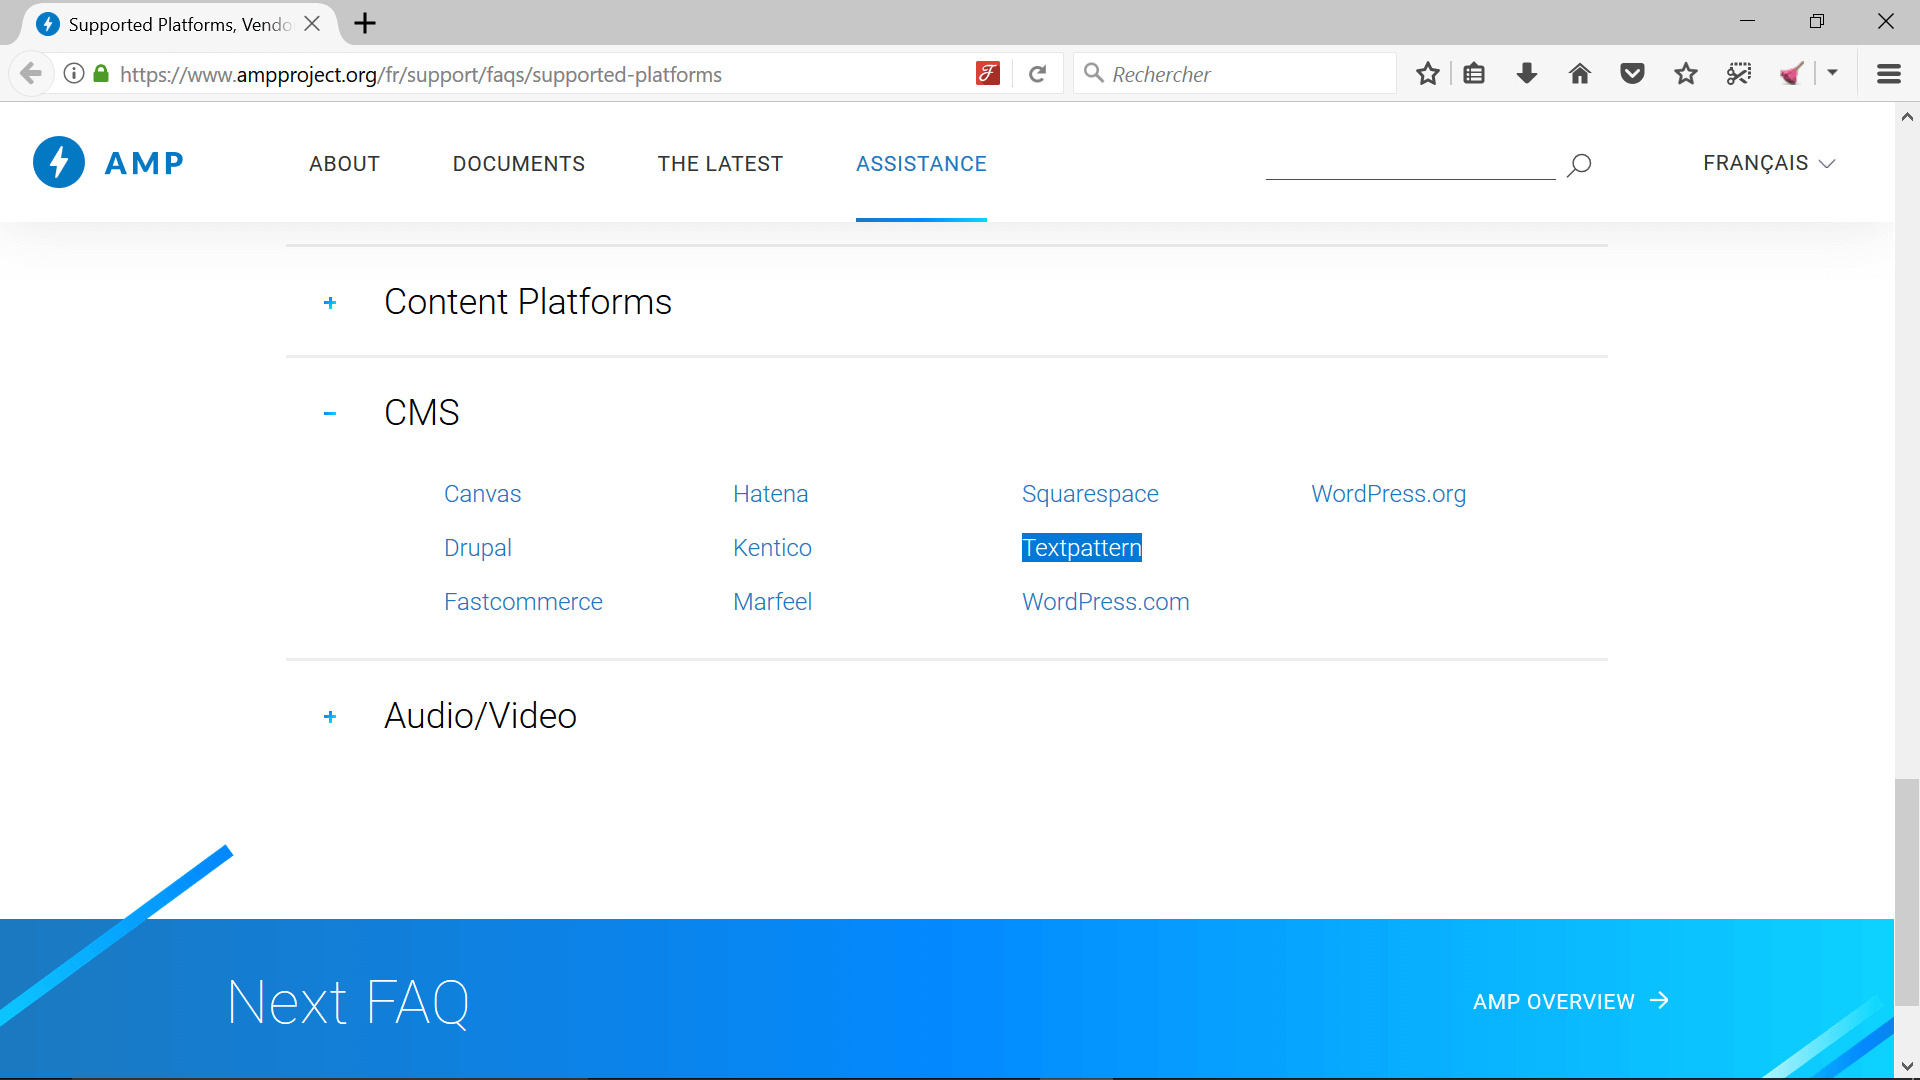 Supported Platforms, Vendo
https://www.ampproject.org/fr/support/faqs/supported-platforms
Rechercher
AMP
ABOUT
DOCUMENTS
THE LATEST
ASSISTANCE
FRANÇAIS
+ Content Platforms
- CMS
Canvas Hatena Squarespace WordPress.org
Drupal Kentico Textpattern
Fastcommerce Marfeel WordPress.com
+ Audio/Video
Next FAQ
AMP OVERVIEW →